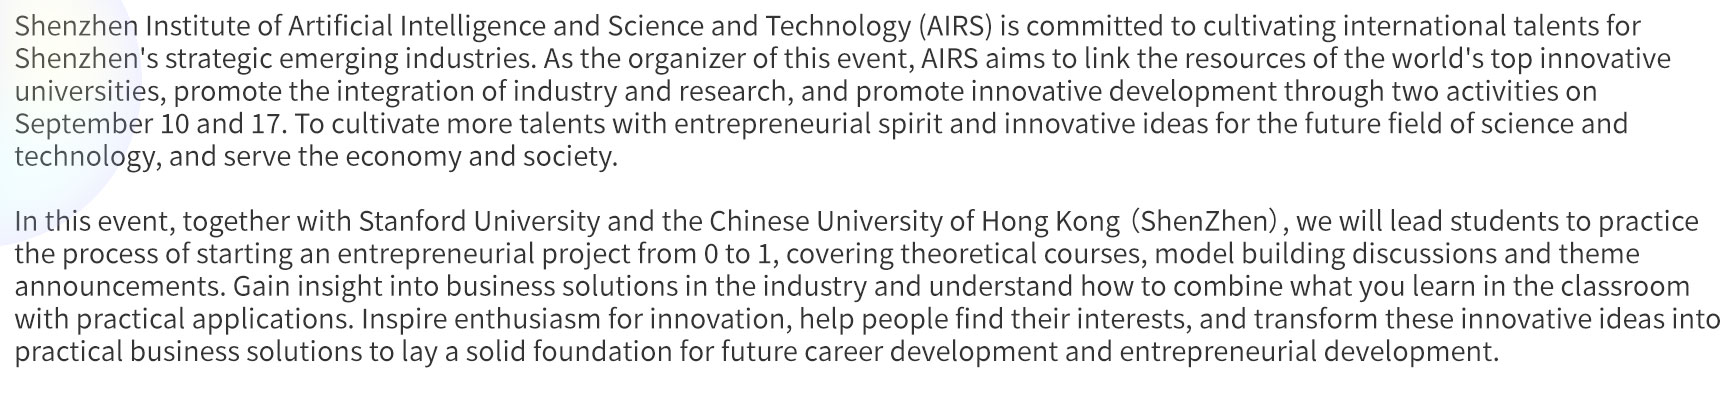 Shenzhen Institute of Artificial Intelligence and Science and Technology (AIRS) is committed to cultivating international talents for
Shenzhen's strategic emerging industries. As the organizer of this event, AIRS aims to link the resources of the world's top innovative
universities, promote the integration of industry and research, and promote innovative development through two activities on
September 10 and 17. To cultivate more talents with entrepreneurial spirit and innovative ideas for the future field of science and
technology, and serve the economy and society.
In this event, together with Stanford University and the Chinese University of Hong Kong（ShenZhen）, we will lead students to practice
the process of starting an entrepreneurial project from 0 to 1, covering theoretical courses, model building discussions and theme
announcements. Gain insight into business solutions in the industry and understand how to combine what you learn in the classroom
with practical applications. Inspire enthusiasm for innovation, help people find their interests, and transform these innovative ideas into
practical business solutions to lay a solid foundation for future career development and entrepreneurial development.